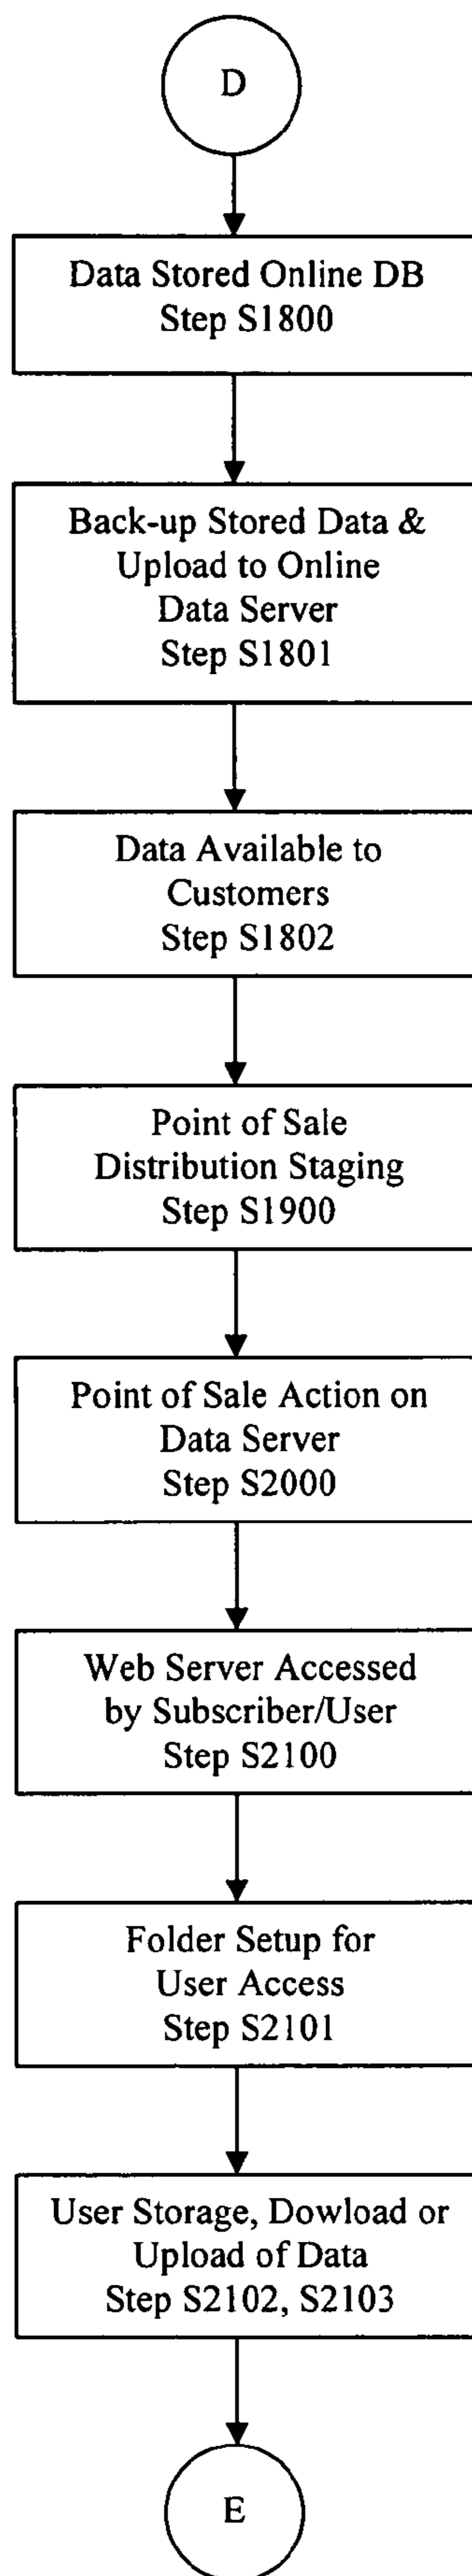 D
Data Stored Online DB
Step S1800
Back-up Stored Data &
Upload to Online
Data Server
Step S1801
Data Available to
Customers
Step S1802
Point of Sale
Distribution Staging
Step S1900
Point of Sale Action on
Data Server
Step S2000
Web Server Accessed
by Subscriber/User
Step S2100
Folder Setup for
User Access
Step S2101
User Storage, Dowload or
Upload of Data
Step S2102, S2103
E